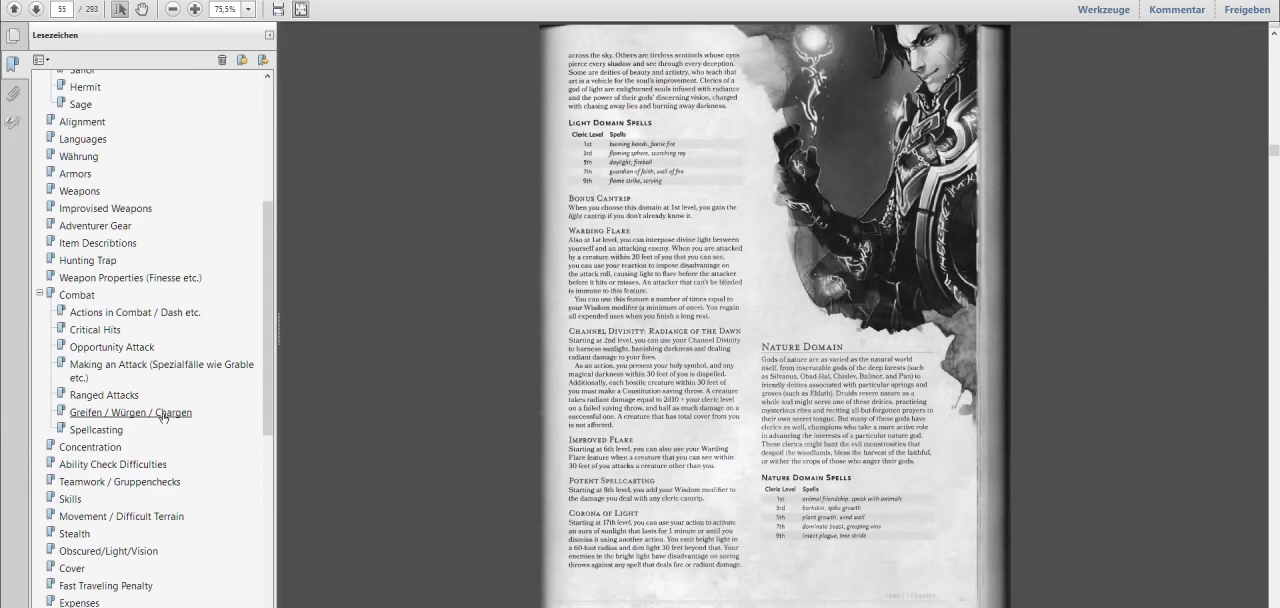 55 / 293
75,5%
Werkzeuge
Kommentar
Freigeben
Lesezeichen
Sailor
Hermit
Sage
Alignment
Languages
Währung
Armors
Weapons
Improvised Weapons
Adventurer Gear
Item Describtions
Hunting Trap
Weapon Properties (Finesse etc.)
Combat
Actions in Combat / Dash etc.
Critical Hits
Opportunity Attack
Making an Attack (Spezialfälle wie Grable
etc.)
Ranged Attacks
Greifen / Würgen / Chargen
Spellcasting
Concentration
Ability Check Difficulties
Teamwork / Gruppenchecks
Skills
Movement / Difficult Terrain
Stealth
Obscured/Light/Vision
Cover
Fast Traveling Penalty
Expenses
across the sky. Others are tireless sentinels whose eyes
pierce every shadow and see through every deception.
Some are deities of beauty and artistry, who teach that
art is a vehicle for the soul's improvement. Clerics of a
god of light are enlightened souls infused with radiance
and the power of their gods' discerning vision, charged
with chasing away lies and burning away darkness.
Light Domain Spells
Cleric Level Spells
1st burning hands, faerie fire
3rd flaming sphere, scorching ray
5th daylight, fireball
7th guardian of faith, wall of fire
9th flame strike, scrying
Bonus Cantrip
When you choose this domain at 1st level, you gain the
light cantrip if you don't already know it.
Warding Flare
Also at 1st level, you can interpose divine light between
yourself and an attacking enemy. When you are attacked
by a creature within 30 feet of you that you can see,
you can use your reaction to impose disadvantage on
the attack roll, causing light to flare before the attacker
before it hits or misses. An attacker that can't be blinded
is immune to this feature.
You can use this feature a number of times equal to
your Wisdom modifier (a minimum of once). You regain
all expended uses when you finish a long rest.
Channel Divinity: Radiance of the Dawn
Starting at 2nd level, you can use your Channel Divinity
to harness sunlight, banishing darkness and dealing
radiant damage to your foes.
As an action, you present your holy symbol, and any
magical darkness within 30 feet of you is dispelled.
Additionally, each hostile creature within 30 feet of
you must make a Constitution saving throw. A creature
takes radiant damage equal to 2d10 + your cleric level
on a failed saving throw, and half as much damage on a
successful one. A creature that has total cover from you
is not affected.
Improved Flare
Starting at 6th level, you can also use your Warding
Flare feature when a creature that you can see within
30 feet of you attacks a creature other than you.
Potent Spellcasting
Starting at 8th level, you add your Wisdom modifier to
the damage you deal with any cleric cantrip.
Corona of Light
Starting at 17th level, you can use your action to activate
an aura of sunlight that lasts for 1 minute or until you
dismiss it using another action. You emit bright light in
a 60-foot radius and dim light 30 feet beyond that. Your
enemies in the bright light have disadvantage on saving
throws against any spell that deals fire or radiant damage.
Nature Domain
Gods of nature are as varied as the natural world
itself, from inscrutable gods of the deep forests (such
as Silvanus, Obad-Hai, Chislev, Balinor, and Pan) to
friendly deities associated with particular springs and
groves (such as Eldath). Druids revere nature as a
whole and might serve one of these deities, practicing
mysterious rites and reciting all-but-forgotten prayers in
their own secret tongue. But many of these gods have
clerics as well, champions who take a more active role
in advancing the interests of a particular nature god.
These clerics might hunt the evil monstrosities that
despoil the woodlands, bless the harvest of the faithful,
or wither the crops of those who anger their gods.
Nature Domain Spells
Cleric Level Spells
1st animal friendship, speak with animals
3rd barkskin, spike growth
5th plant growth, wind wall
7th dominate beast, grasping vine
9th insect plague, tree stride